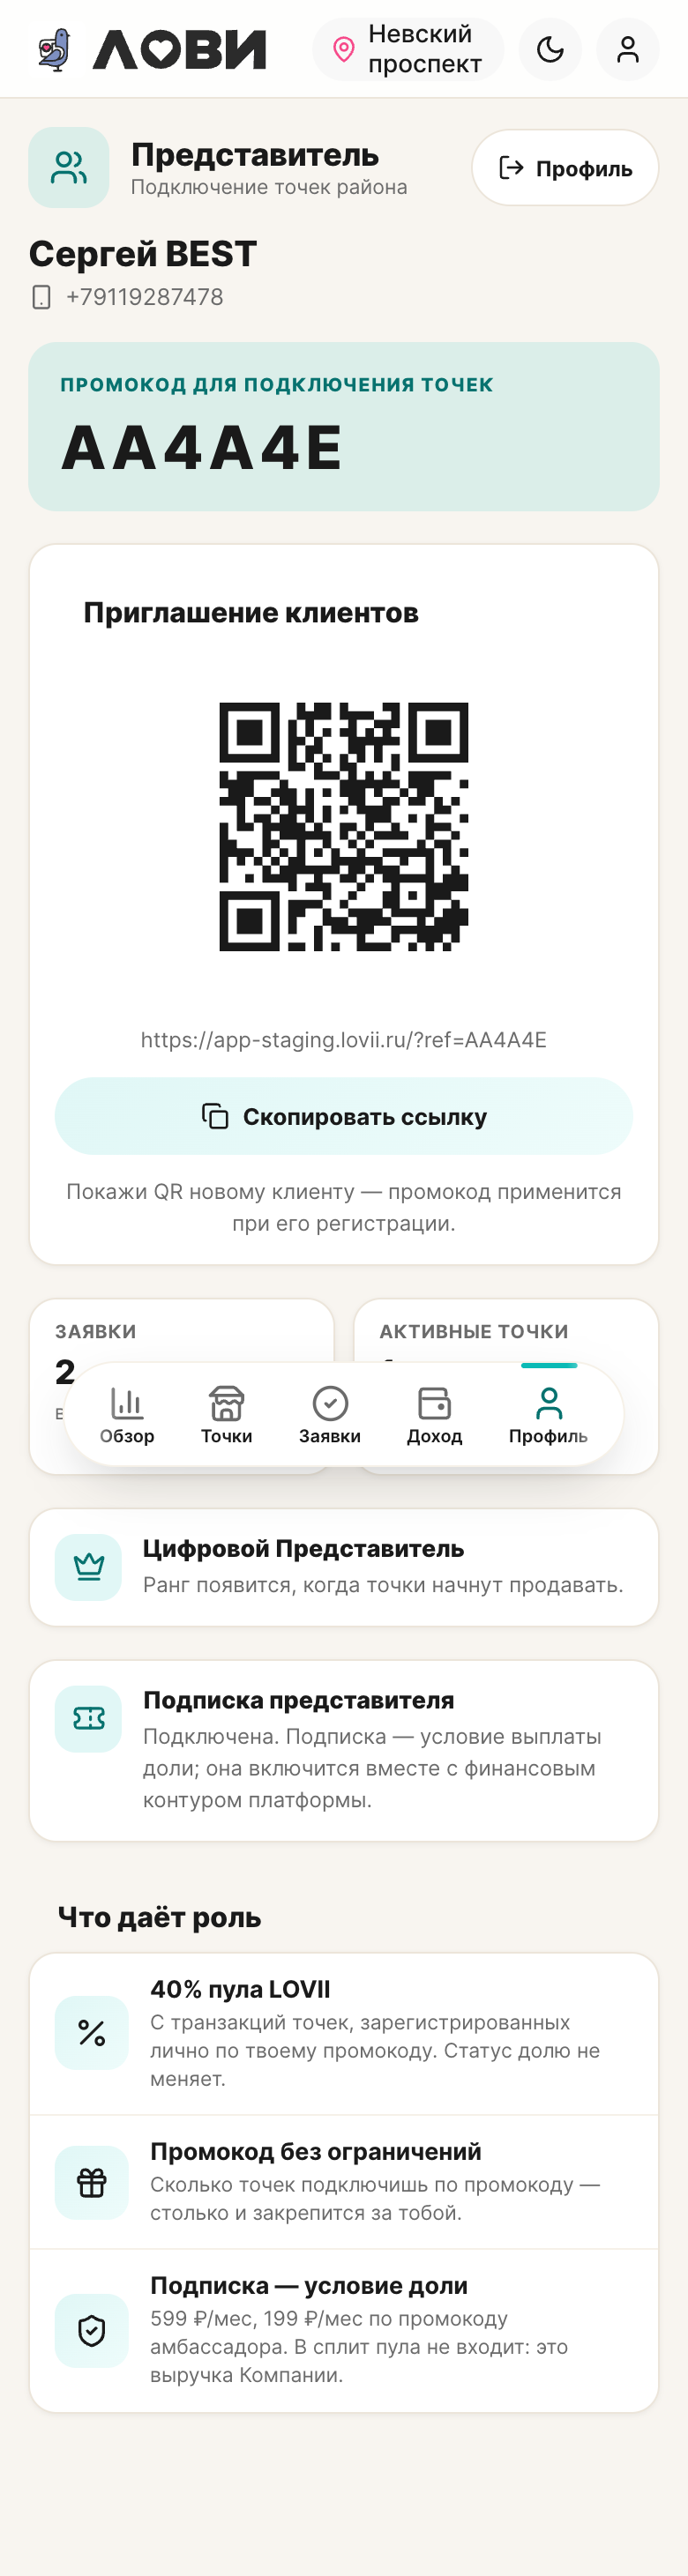 ЛОВИ
Невский
проспект
Представитель
Подключение точек района
Профиль
Сергей BEST
+79119287478
ПРОМОКОД ДЛЯ ПОДКЛЮЧЕНИЯ ТОЧЕК
AA4A4E
Приглашение клиентов
https://app-staging.lovii.ru/?ref=AA4A4E
Скопировать ссылку
Покажи QR новому клиенту — промокод применится
при его регистрации.
ЗАЯВКИ
АКТИВНЫЕ ТОЧКИ
2
Обзор
Точки
Заявки
Доход
Профиль
Цифровой Представитель
Ранг появится, когда точки начнут продавать.
Подписка представителя
Подключена. Подписка — условие выплаты
доли; она включится вместе с финансовым
контуром платформы.
Что даёт роль
40% пула LOVII
С транзакций точек, зарегистрированных
лично по твоему промокоду. Статус долю не
меняет.
Промокод без ограничений
Сколько точек подключишь по промокоду —
столько и закрепится за тобой.
Подписка — условие доли
599 ₽/мес, 199 ₽/мес по промокоду
амбассадора. В сплит пула не входит: это
выручка Компании.